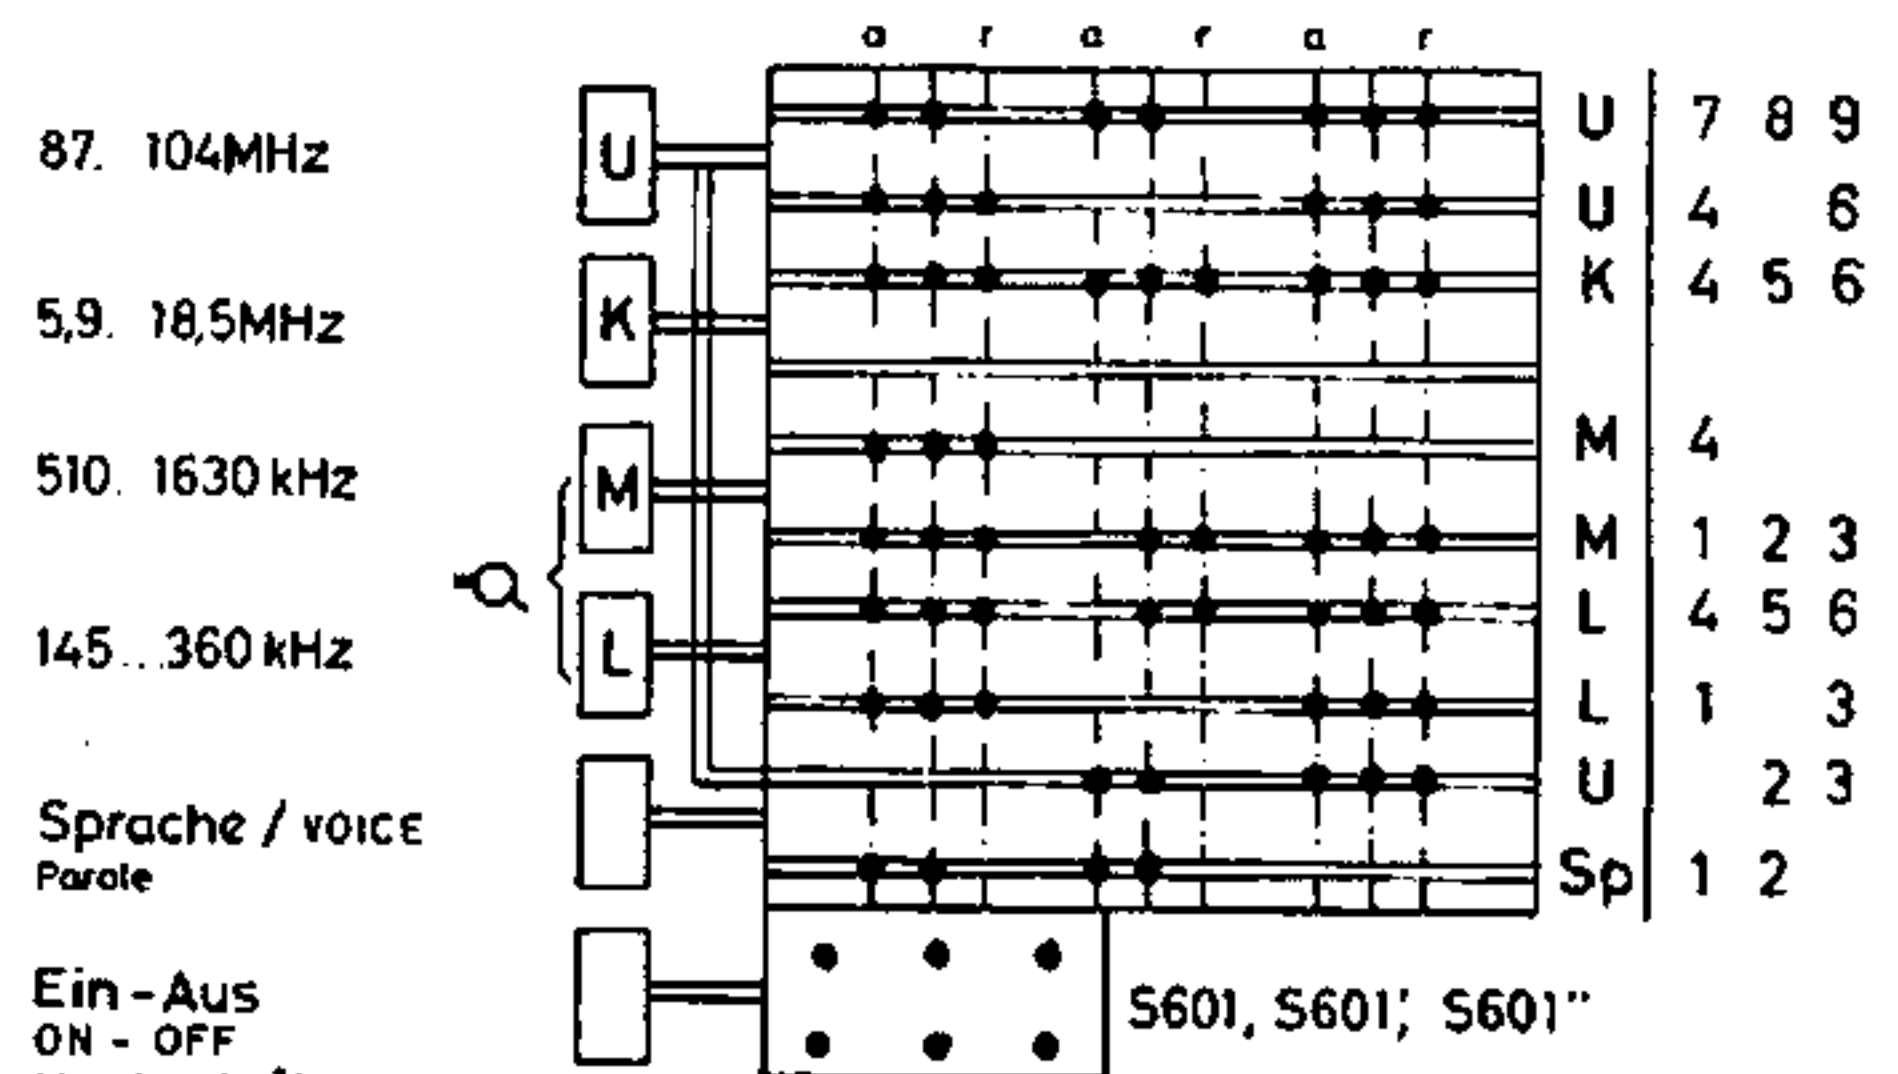 a r a r a r
87. 104MHz
U
U 7 8 9
U 4 6
5,9. 18,5MHz
K
K 4 5 6
510. 1630 kHz
M
M 4
M 1 2 3
145...360 kHz
L
L 4 5 6
L 1 3
U 2 3
Sprache / VOICE
Parole
Sp 1 2
Ein-Aus
ON - OFF
S601, S601', S601"